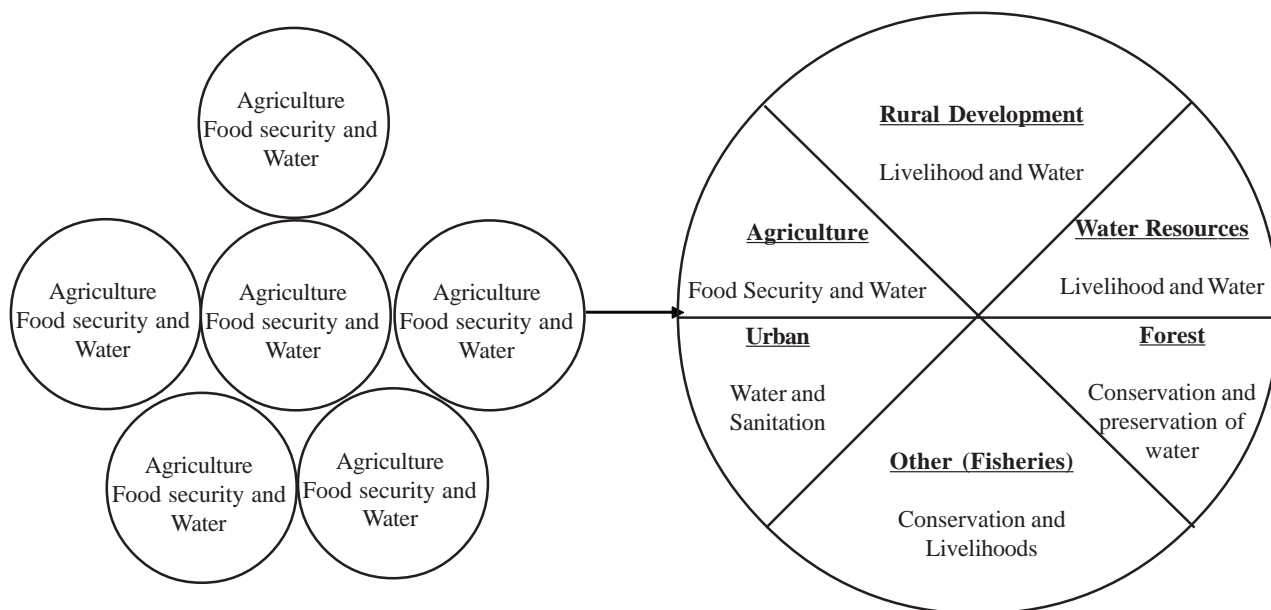 Agriculture
Food security and
Water
Agriculture
Food security and
Water
Agriculture
Food security and
Water
Agriculture
Food security and
Water
Agriculture
Food security and
Water
Agriculture
Food security and
Water
Rural Development
Livelihood and Water
Agriculture
Food Security and Water
Water Resources
Livelihood and Water
Urban
Water and
Sanitation
Forest
Conservation and
preservation of
water
Other (Fisheries)
Conservation and
Livelihoods